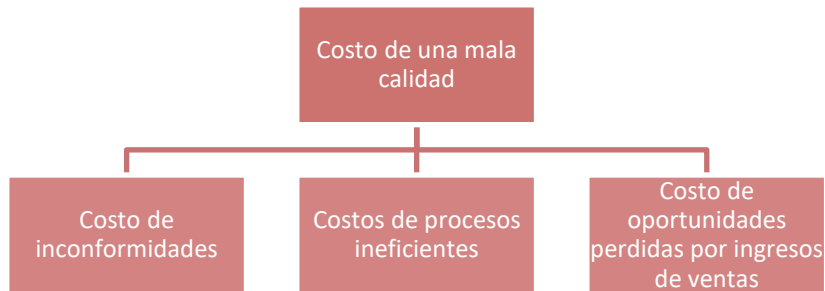 Costo de una mala
calidad
Costo de
inconformidades
Costos de procesos
ineficientes
Costo de
oportunidades
perdidas por ingresos
de ventas